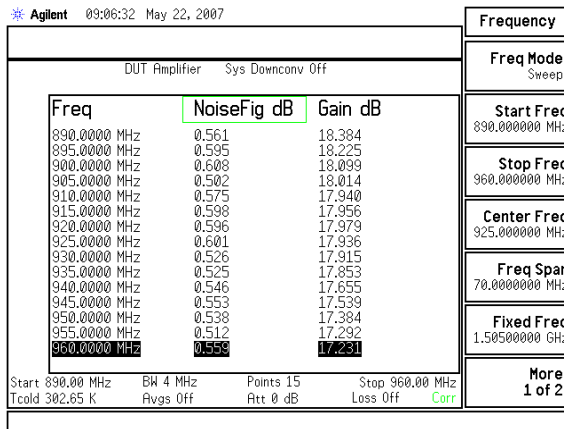 Agilent 09:06:32 May 22, 2007
DUT Amplifier Sys Downconv Off
Freq NoiseFig dB Gain dB
890.0000 MHz 0.561 18.384
895.0000 MHz 0.595 18.225
900.0000 MHz 0.608 18.099
905.0000 MHz 0.502 18.014
910.0000 MHz 0.575 17.940
915.0000 MHz 0.598 17.956
920.0000 MHz 0.596 17.979
925.0000 MHz 0.601 17.936
930.0000 MHz 0.526 17.915
935.0000 MHz 0.525 17.853
940.0000 MHz 0.546 17.655
945.0000 MHz 0.553 17.539
950.0000 MHz 0.538 17.384
955.0000 MHz 0.512 17.292
960.0000 MHz 0.559 17.231
Start 890.00 MHz BW 4 MHz Points 15 Stop 960.00 MHz
Tcold 302.65 K Avgs Off Att 0 dB Loss Off Corr
Frequency
Freq Mode
Sweep
Start Freq
890.000000 MHz
Stop Freq
960.000000 MHz
Center Freq
925.000000 MHz
Freq Span
70.0000000 MHz
Fixed Freq
1.50500000 GHz
More
1 of 2